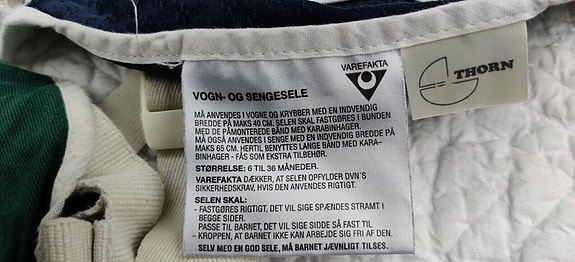 VAREFAKTA
THORN
VOGN- OG SENGESELE
MÅ ANVENDES I VOGNE OG KRYBBER MED EN INDVENDIG
BREDDE PÅ MAKS 40 CM. SELEN SKAL FASTGØRES I BUNDEN
MED DE PÅMONTEREDE BÅND MED KARABINHAGER.
MÅ OGSÅ ANVENDES I SENGE MED EN INDVENDIG BREDDE PÅ
MAKS 65 CM. HERTIL BENYTTES LANGE BÅND MED KARA-
BINHAGER - FÅS SOM EKSTRA TILBEHØR.
STØRRELSE: 6 TIL 36 MÅNEDER.
VAREFAKTA DÆKKER, AT SELEN OPFYLDER DVN'S
SIKKERHEDSKRAV, HVIS DEN ANVENDES RIGTIGT.
SELEN SKAL:
- FASTGØRES RIGTIGT, DET VIL SIGE SPÆNDES STRAMT I
BEGGE SIDER.
PASSE TIL BARNET, DET VIL SIGE SIDDE SÅ FAST TIL
- KROPPEN, AT BARNET IKKE KAN ARBEJDE SIG FRI AF DEN.
SELV MED EN GOD SELE, MÅ BARNET JÆVNLIGT TILSES.